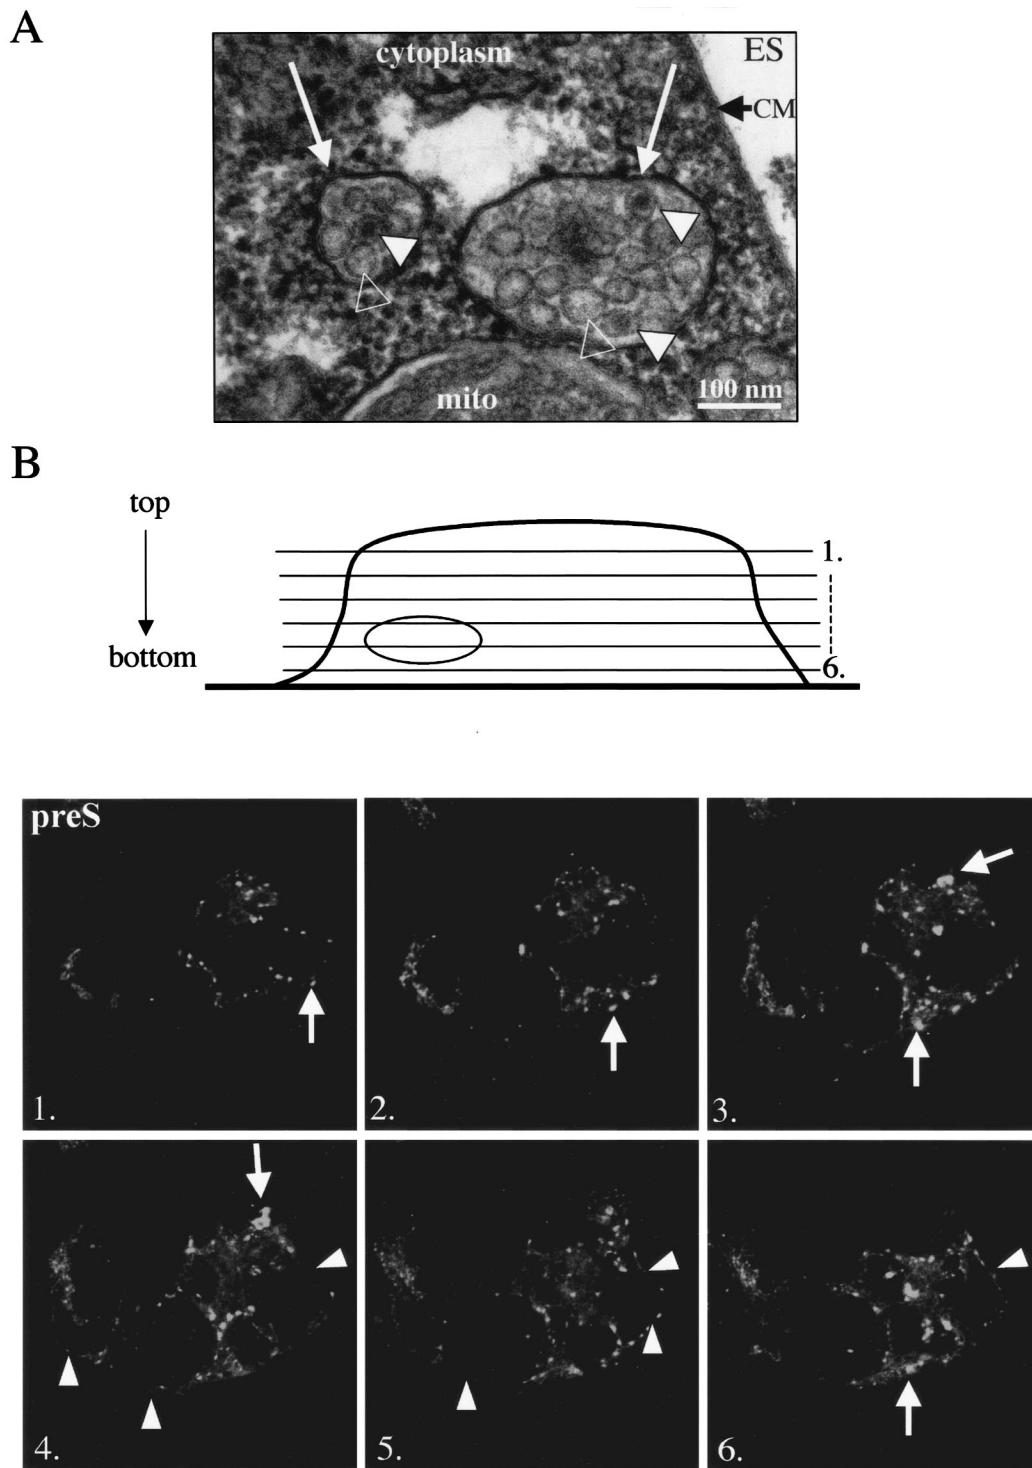 A
cytoplasm
ES
CM
mito
100 nm
B
top
1.
bottom
6.
preS
1.
2.
3.
4.
5.
6.